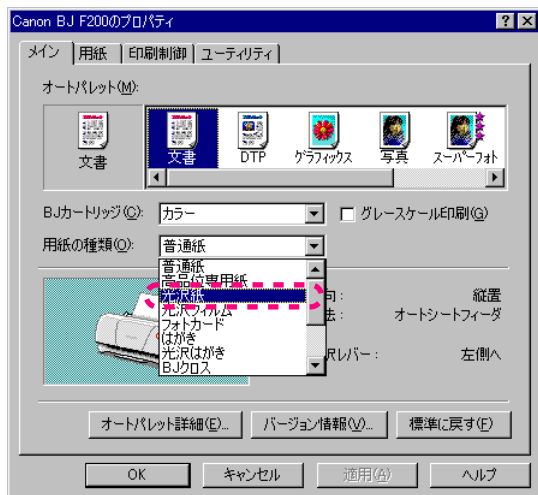 Canon BJ F200のプロパティ
メイン 用紙 印刷制御 ユーティリティ
オートパレット(M):
文書 文書 DTP グラフィックス 写真 スーパーフォト
BJカートリッジ(C): カラー グレースケール印刷(G)
用紙の種類(O): 普通紙
普通紙
高品位専用紙
光沢紙
光沢フィルム
フォトカード
はがき
光沢はがき
BJクロス
向: 縦置
法: オートシートフィーダ
沢レバー: 左側へ
オートパレット詳細(E)... バージョン情報(V)... 標準に戻す(F)
OK キャンセル 適用(A) ヘルプ